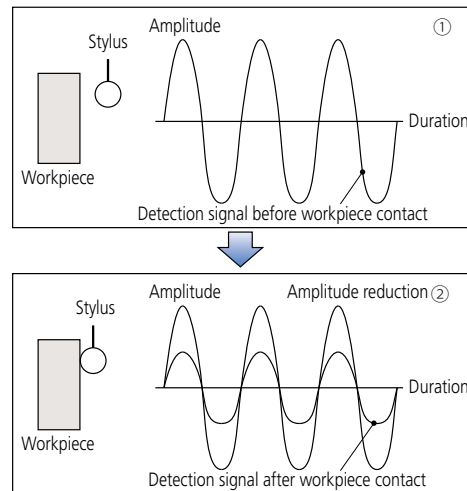 Amplitude
①
Stylus
Duration
Workpiece
Detection signal before workpiece contact
Amplitude
Amplitude reduction ②
Stylus
Duration
Workpiece
Detection signal after workpiece contact